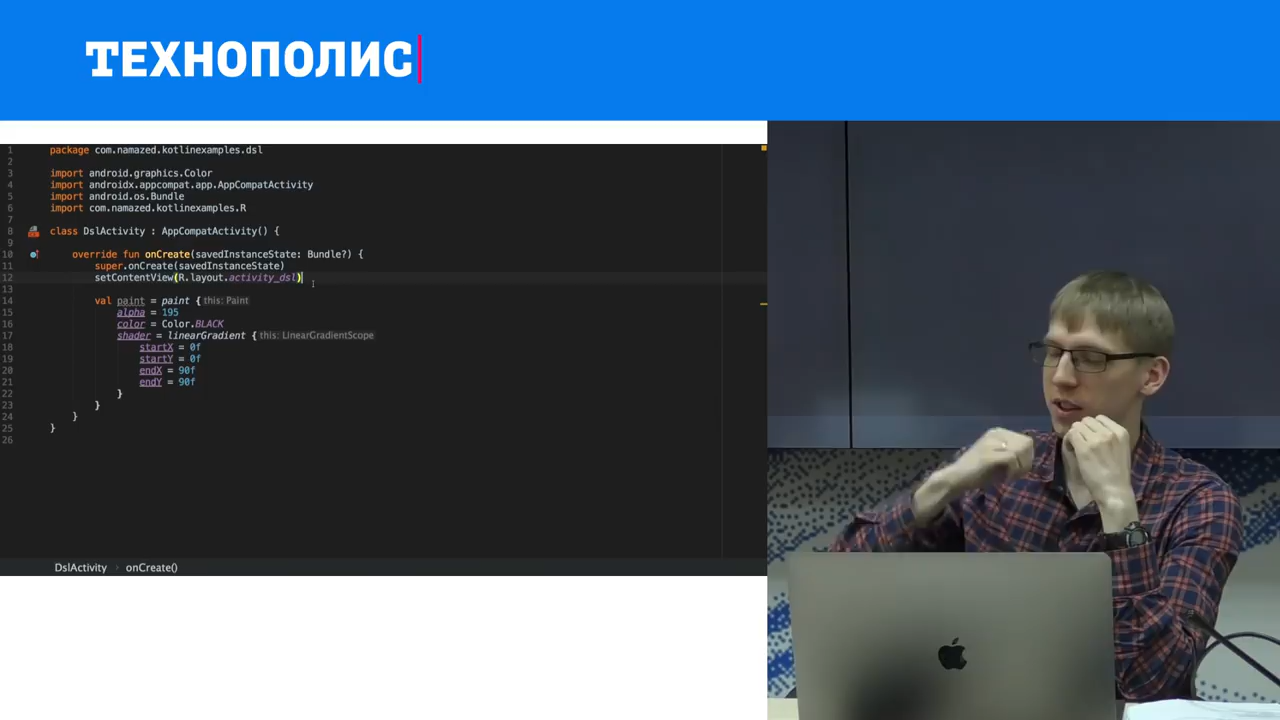 ТЕХНОПОЛИС
1 package com.namazed.kotlinexamples.dsl
2
3 import android.graphics.Color
4 import androidx.appcompat.app.AppCompatActivity
5 import android.os.Bundle
6 import com.namazed.kotlinexamples.R
7
8 class DslActivity : AppCompatActivity() {
9
10 override fun onCreate(savedInstanceState: Bundle?) {
11 super.onCreate(savedInstanceState)
12 setContentView(R.layout.activity_dsl)
13
14 val paint = paint { this: Paint
15 alpha = 195
16 color = Color.BLACK
17 shader = linearGradient { this: LinearGradientScope
18 startX = 0f
19 startY = 0f
20 endX = 90f
21 endY = 90f
22 }
23 }
24 }
25 }
26
DslActivity > onCreate()